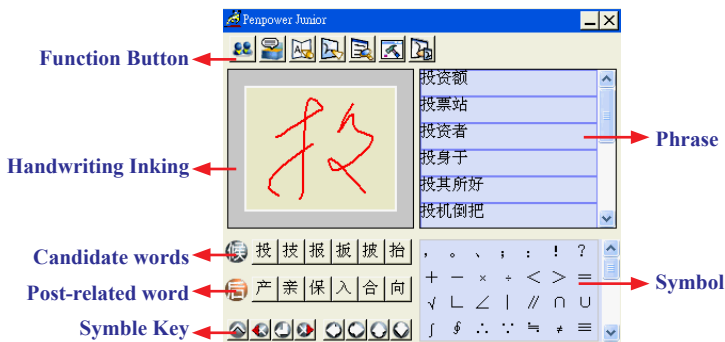 Penpower Junior
Function Button
投资额
投票站
投资者
投身于
投其所好
投机倒把
Phrase
投
Handwriting Inking
Candidate words
候 投 技 报 扳 披 抬
Post-related word
后 产 亲 保 入 合 向
Symble Key
， 。 、 ； ： ！ ？
＋ － × ÷ ＜ ＞ ＝
√ ∟ ∠ ∣ ∥ ∩ ∪
∫ ∮ ∴ ∵ ≒ ≠ ≡
Symbol